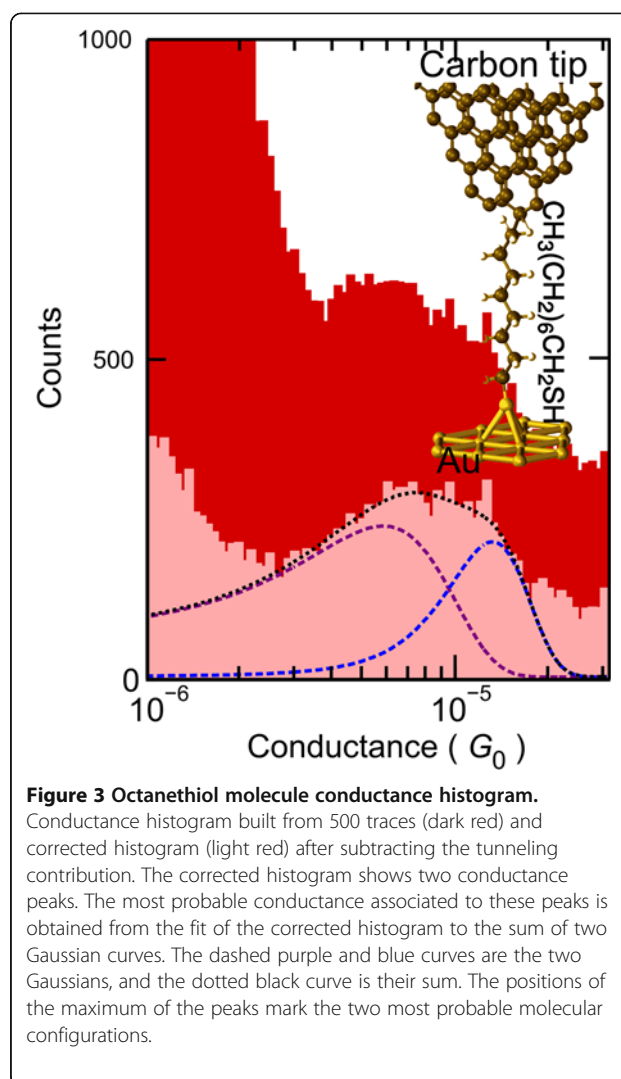 1000
Carbon tip
CH3(CH2)6CH2SH
Counts
500
Au
0
10^-6
10^-5
Conductance ( G0 )
Figure 3 Octanethiol molecule conductance histogram.
Conductance histogram built from 500 traces (dark red) and
corrected histogram (light red) after subtracting the tunneling
contribution. The corrected histogram shows two conductance
peaks. The most probable conductance associated to these peaks is
obtained from the fit of the corrected histogram to the sum of two
Gaussian curves. The dashed purple and blue curves are the two
Gaussians, and the dotted black curve is their sum. The positions of
the maximum of the peaks mark the two most probable molecular
configurations.